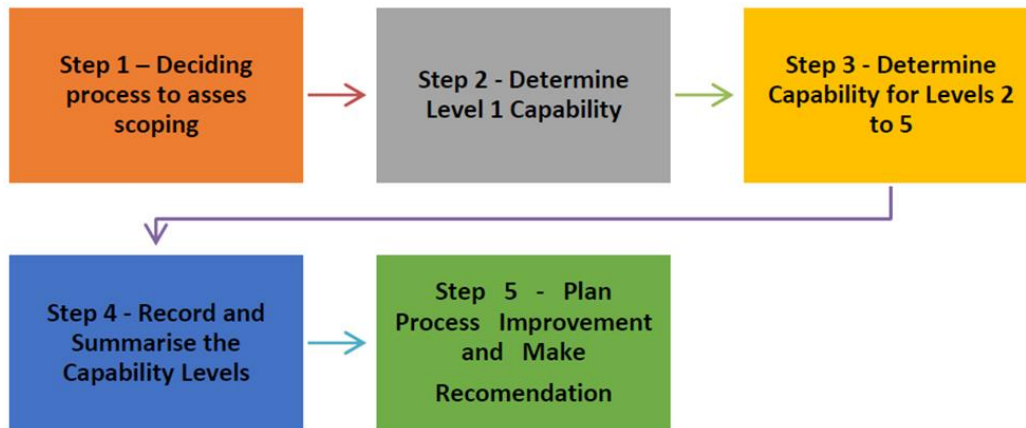 Step 1 – Deciding
process to asses
scoping
Step 2 - Determine
Level 1 Capability
Step 3 - Determine
Capability for Levels 2
to 5
Step 4 - Record and
Summarise the
Capability Levels
Step 5 - Plan
Process Improvement
and Make
Recomendation